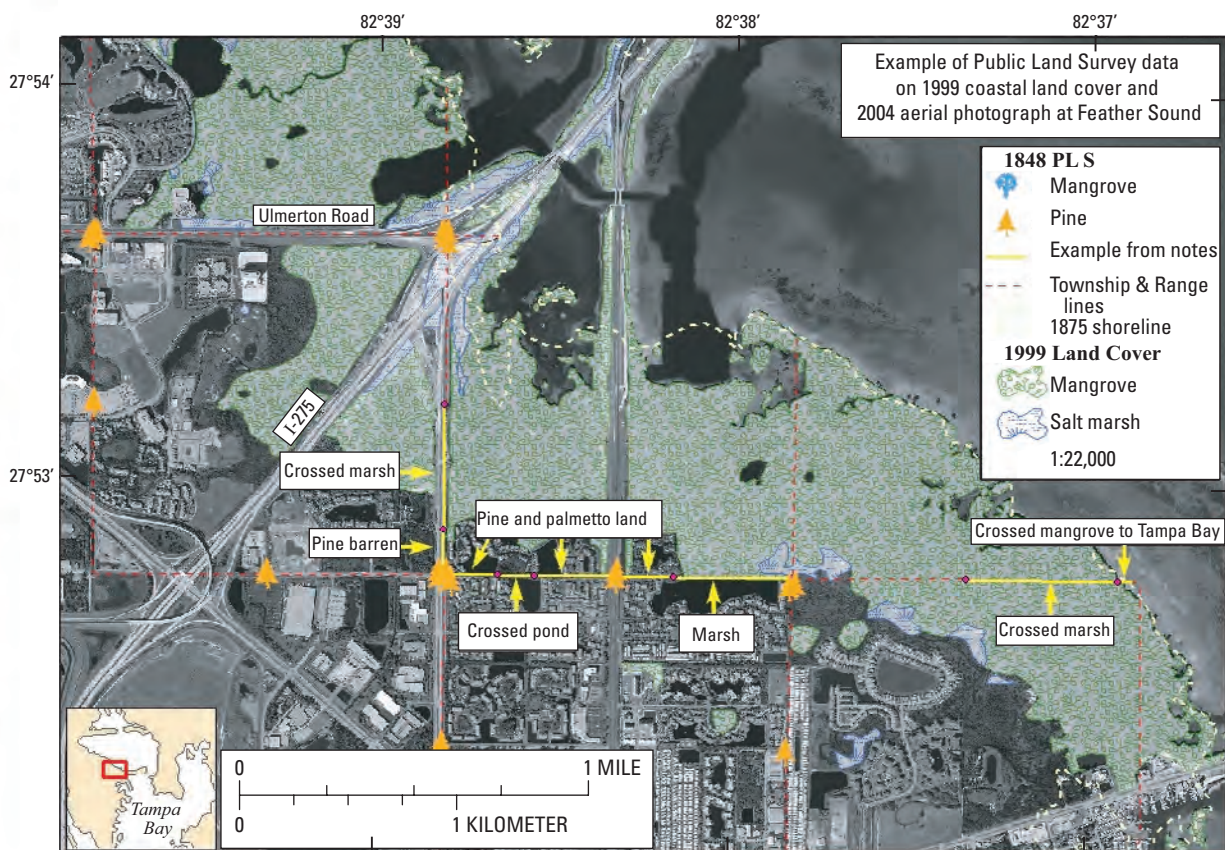 82°39′
82°38′
82°37′
27°54′
Example of Public Land Survey data
on 1999 coastal land cover and
2004 aerial photograph at Feather Sound
1848 PLS
Mangrove
Pine
Example from notes
Township & Range
lines
1875 shoreline
1999 Land Cover
Mangrove
Salt marsh
1:22,000
Ulmerton Road
I-275
27°53′
Crossed marsh
Pine and palmetto land
Pine barren
Crossed mangrove to Tampa Bay
Crossed pond
Marsh
Crossed marsh
0
1 MILE
0
1 KILOMETER
Tampa
Bay